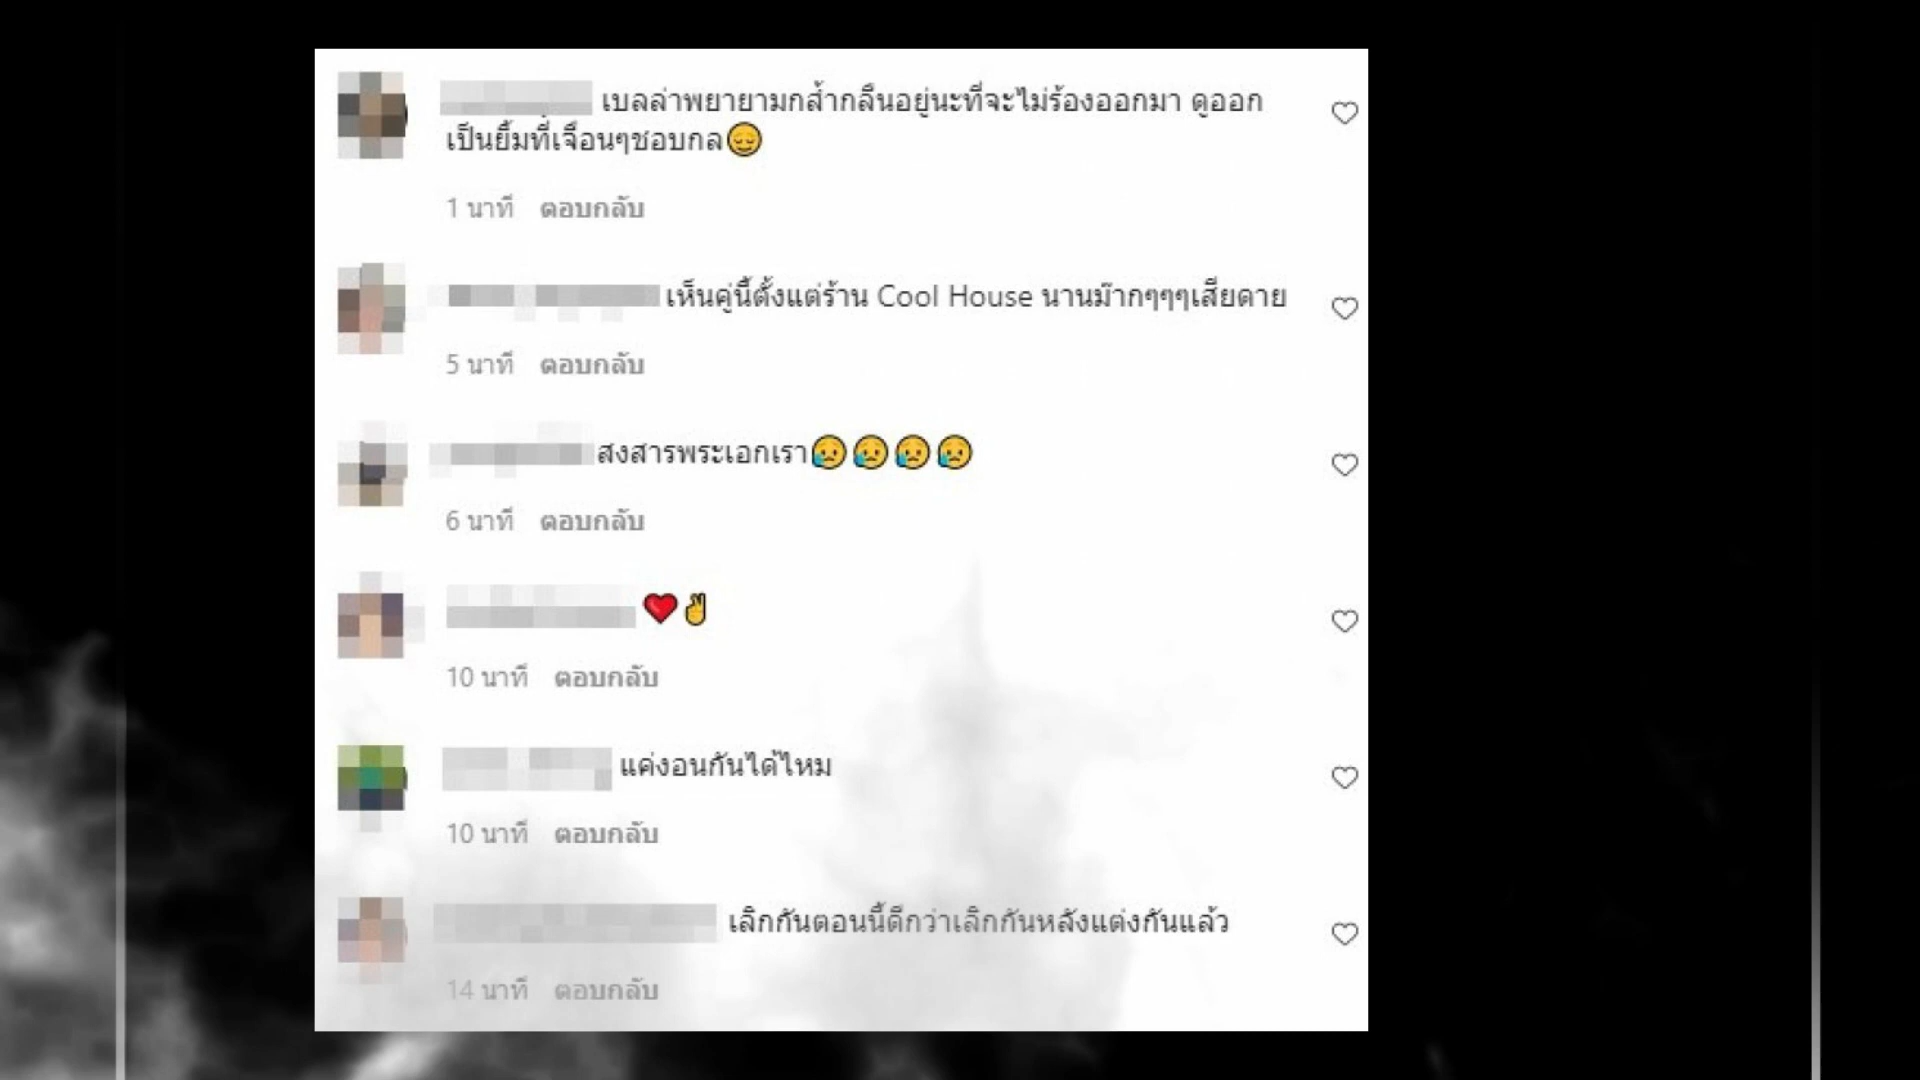 เบลล่าพยายามกล้ำกลืนอยู่นะที่จะไม่ร้องออกมา ดูออก
เป็นยิ้มที่เจื่อนๆชอบกล😌
1 นาที ตอบกลับ
เห็นคู่นี้ตั้งแต่ร้าน Cool House นานม๊ากๆๆๆเสียดาย
5 นาที ตอบกลับ
สงสารพระเอกเรา😥😥😥😥
6 นาที ตอบกลับ
❤️✌️
10 นาที ตอบกลับ
แค่งอนกันได้ไหม
10 นาที ตอบกลับ
เลิกกันตอนนี้ดีกว่าเลิกกันหลังแต่งกันแล้ว
14 นาที ตอบกลับ